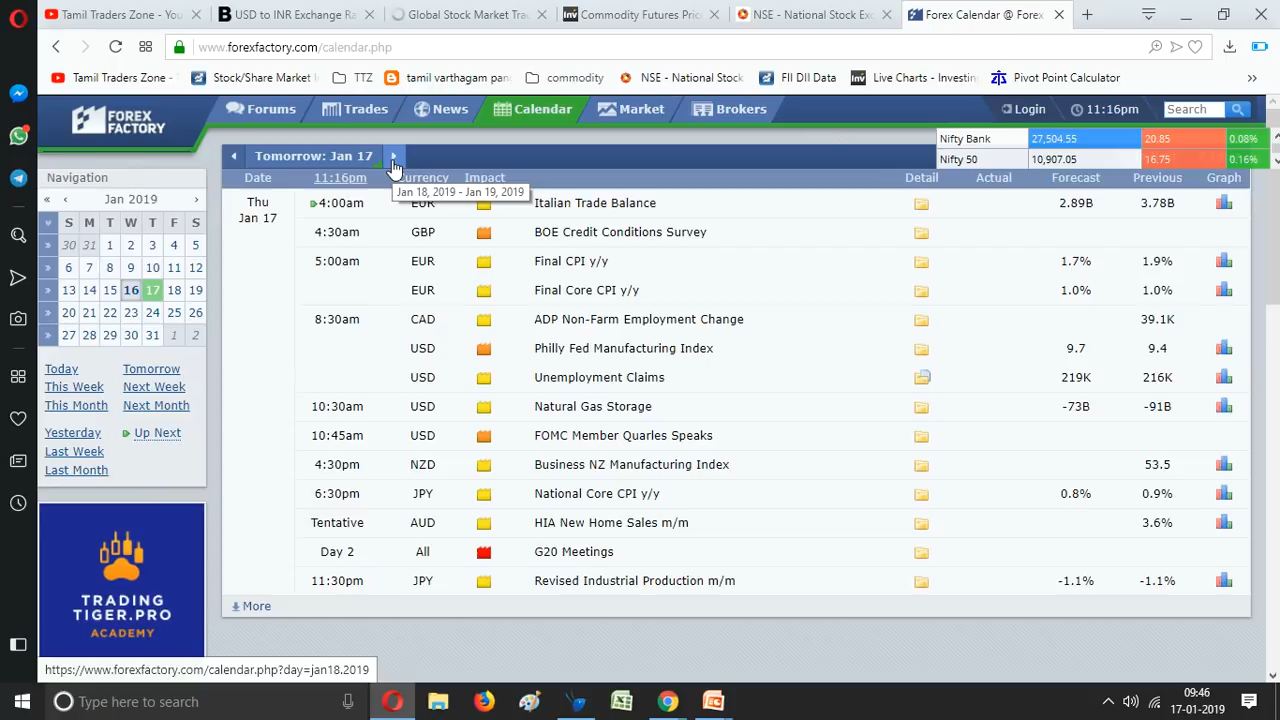 Tamil Traders Zone - You
USD to INR Exchange Ra
Global Stock Market Tra
Commodity Futures Pric
NSE - National Stock Exc
Forex Calendar @ Forex
www.forexfactory.com/calendar.php
Tamil Traders Zone -
Stock/Share Market I
TTZ
tamil varthagam pan
commodity
NSE - National Stock
FII DII Data
Live Charts - Investin
Pivot Point Calculator
FOREX FACTORY
Forums
Trades
News
Calendar
Market
Brokers
Login
11:16pm
Search
Nifty Bank 27,504.55 20.85 0.08%
Nifty 50 10,907.05 16.75 0.16%
Tomorrow: Jan 17
Date 11:16pm Currency Impact Detail Actual Forecast Previous Graph
Jan 18, 2019 - Jan 19, 2019
Navigation
« ‹ Jan 2019 ›
S M T W T F S
30 31 1 2 3 4 5
6 7 8 9 10 11 12
13 14 15 16 17 18 19
20 21 22 23 24 25 26
27 28 29 30 31 1 2
Today Tomorrow
This Week Next Week
This Month Next Month
Yesterday Up Next
Last Week
Last Month
TRADING
TIGER.PRO
ACADEMY
Thu
Jan 17
4:00am EUR Italian Trade Balance 2.89B 3.78B
4:30am GBP BOE Credit Conditions Survey
5:00am EUR Final CPI y/y 1.7% 1.9%
EUR Final Core CPI y/y 1.0% 1.0%
8:30am CAD ADP Non-Farm Employment Change 39.1K
USD Philly Fed Manufacturing Index 9.7 9.4
USD Unemployment Claims 219K 216K
10:30am USD Natural Gas Storage -73B -91B
10:45am USD FOMC Member Quarles Speaks
4:30pm NZD Business NZ Manufacturing Index 53.5
6:30pm JPY National Core CPI y/y 0.8% 0.9%
Tentative AUD HIA New Home Sales m/m 3.6%
Day 2 All G20 Meetings
11:30pm JPY Revised Industrial Production m/m -1.1% -1.1%
More
https://www.forexfactory.com/calendar.php?day=jan18.2019
Type here to search
09:46
17-01-2019